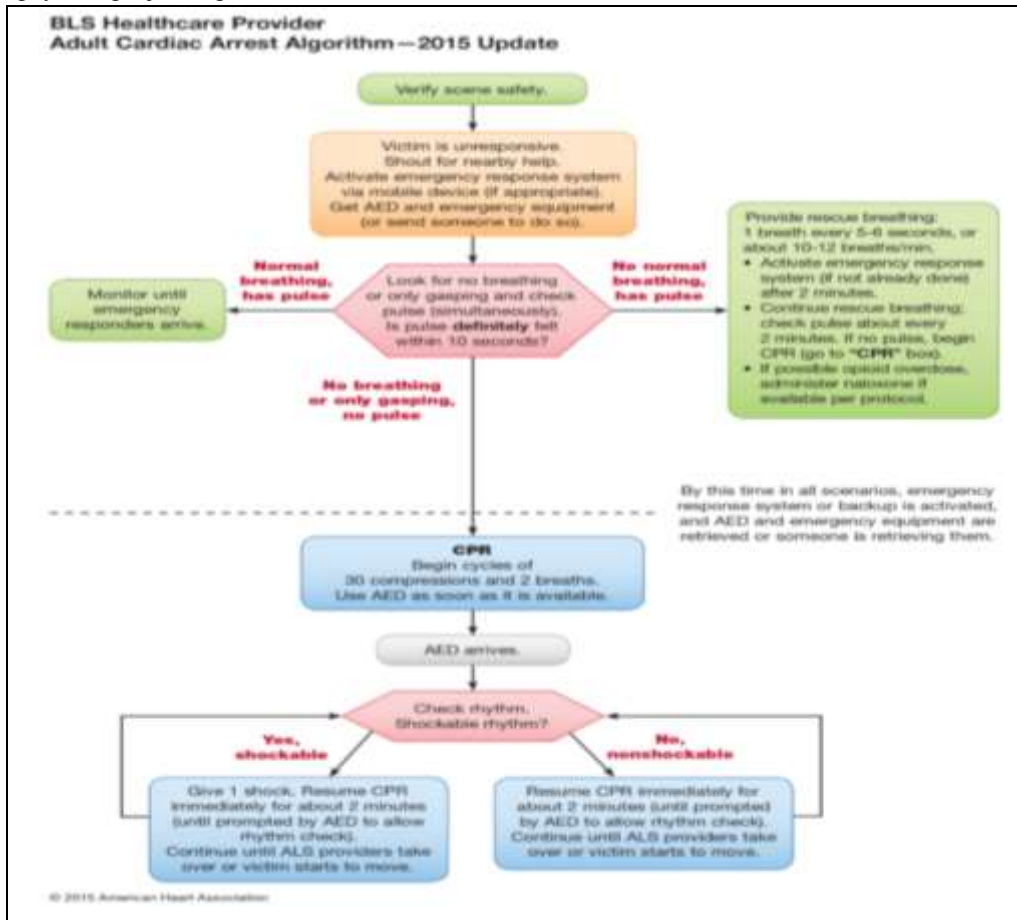 BLS Healthcare Provider
Adult Cardiac Arrest Algorithm—2015 Update
Verify scene safety.
Victim is unresponsive.
Shout for nearby help.
Activate emergency response system
via mobile device (if appropriate).
Get AED and emergency equipment
(or send someone to do so).
Normal
breathing,
has pulse
Look for no breathing
or only gasping and check
pulse (simultaneously).
Is pulse definitely felt
within 10 seconds?
No normal
breathing,
has pulse
Monitor until
emergency
responders arrive.
Provide rescue breathing:
1 breath every 5-6 seconds, or
about 10-12 breaths/min.
• Activate emergency response
system (if not already done)
after 2 minutes.
• Continue rescue breathing;
check pulse about every
2 minutes. If no pulse, begin
CPR (go to “CPR” box).
• If possible opioid overdose,
administer naloxone if
available per protocol.
No breathing
or only gasping,
no pulse
By this time in all scenarios, emergency
response system or backup is activated,
and AED and emergency equipment are
retrieved or someone is retrieving them.
CPR
Begin cycles of
30 compressions and 2 breaths.
Use AED as soon as it is available.
AED arrives.
Check rhythm.
Shockable rhythm?
Yes,
shockable
No,
nonshockable
Give 1 shock. Resume CPR
immediately for about 2 minutes
(until prompted by AED to allow
rhythm check).
Continue until ALS providers take
over or victim starts to move.
Resume CPR immediately for
about 2 minutes (until prompted
by AED to allow rhythm check).
Continue until ALS providers take
over or victim starts to move.
© 2015 American Heart Association